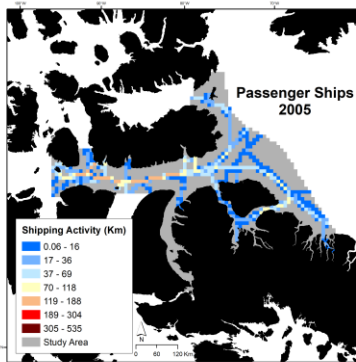 Passenger Ships
2005
Shipping Activity (Km)
0.06 - 16
17 - 36
37 - 69
70 - 118
119 - 188
189 - 304
305 - 535
Study Area
N
0 60 120 Km